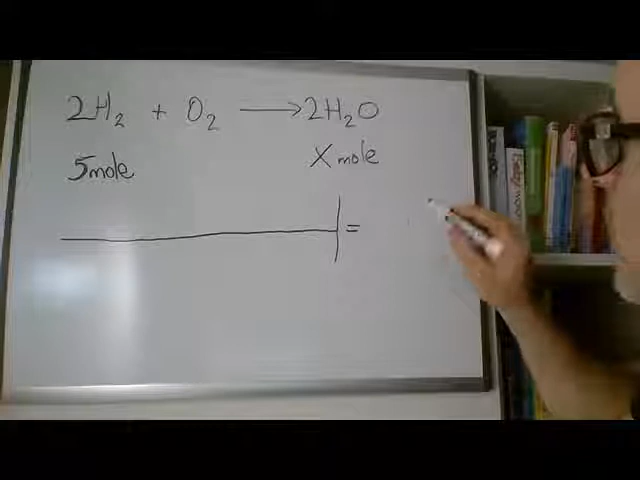 2H₂ + O₂ ⟶ 2H₂O
5mole X mole
=